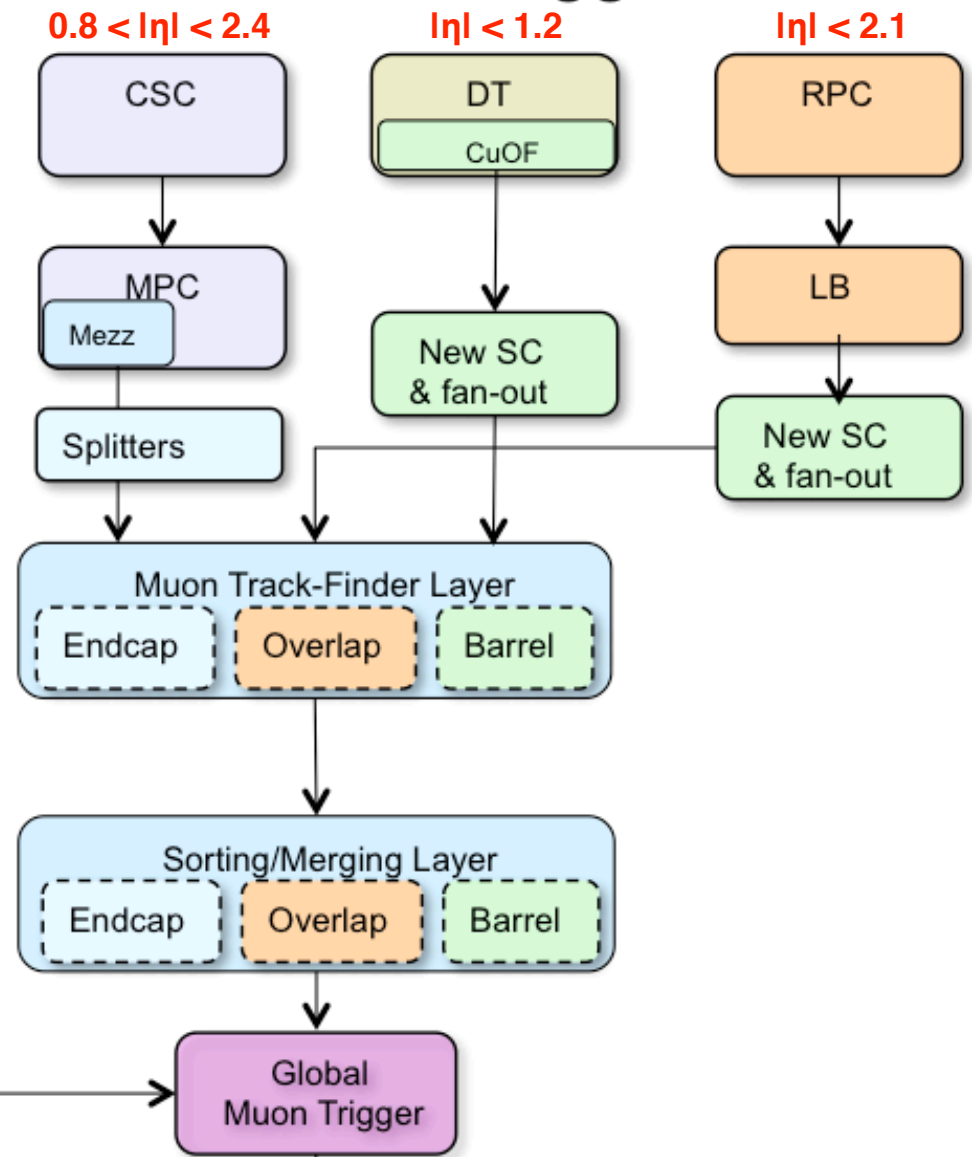 0.8 < lηl < 2.4
lηl < 1.2
lηl < 2.1
CSC
DT
RPC
CuOF
MPC
LB
Mezz
New SC
& fan-out
Splitters
New SC
& fan-out
Muon Track-Finder Layer
Endcap
Overlap
Barrel
Sorting/Merging Layer
Endcap
Overlap
Barrel
Global
Muon Trigger